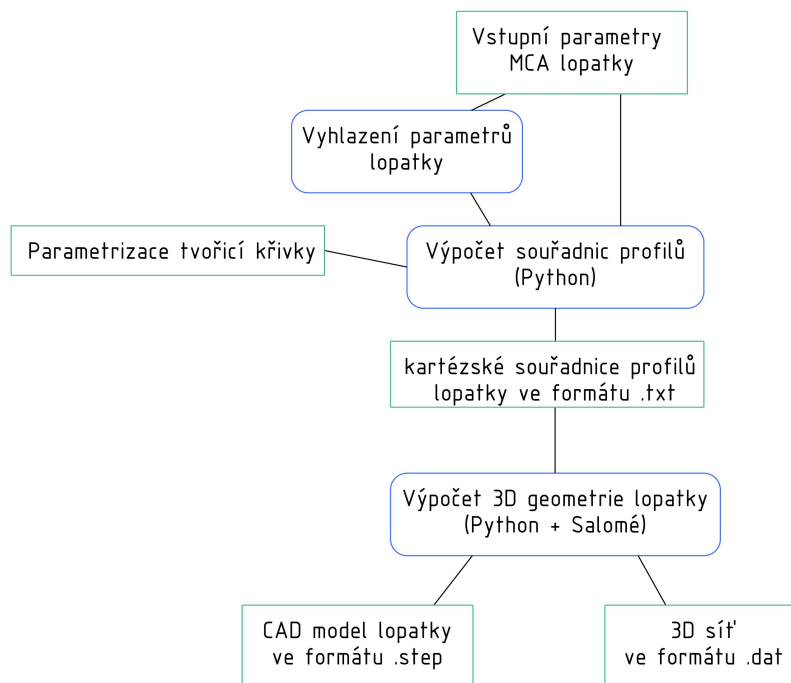 Vstupní parametry
MCA lopatky
Vyhlazení parametrů
lopatky
Parametrizace tvořicí křivky
Výpočet souřadnic profilů
(Python)
kartézské souřadnice profilů
lopatky ve formátu .txt
Výpočet 3D geometrie lopatky
(Python + Salomé)
CAD model lopatky
ve formátu .step
3D síť
ve formátu .dat